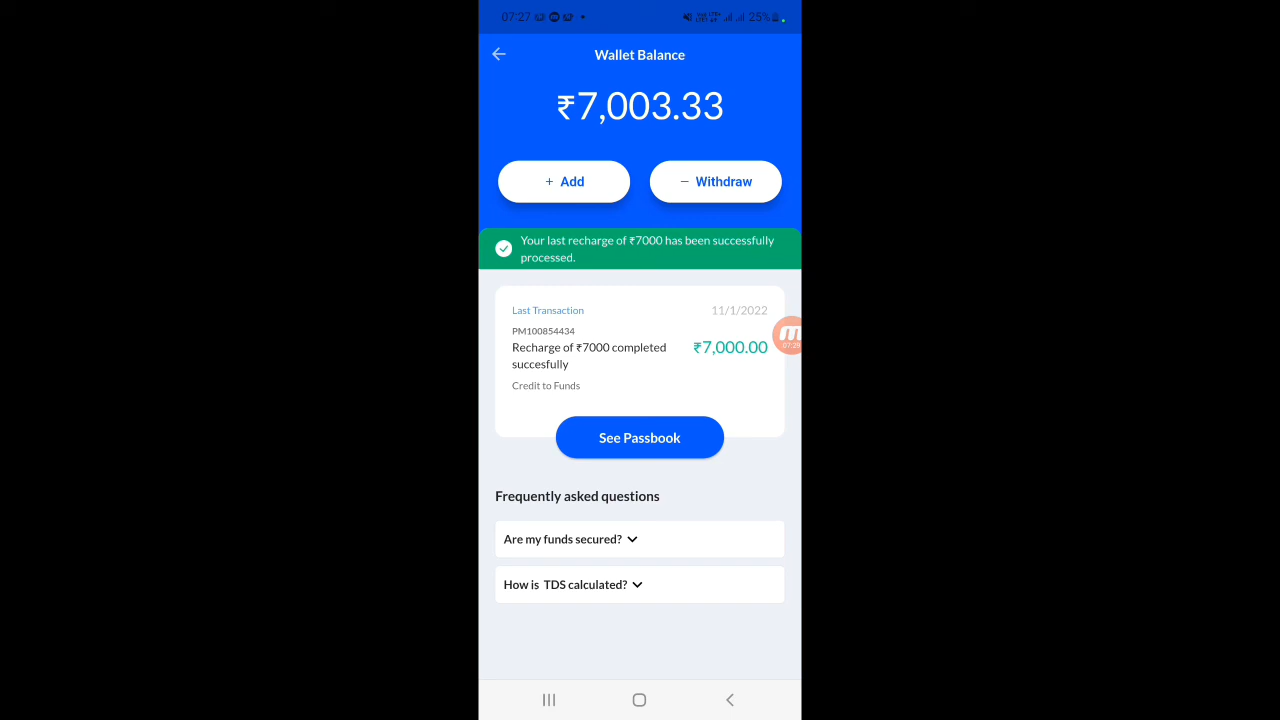 07:27 25%
Wallet Balance
₹7,003.33
+ Add − Withdraw
Your last recharge of ₹7000 has been successfully
processed.
Last Transaction 11/1/2022
PM100854434
Recharge of ₹7000 completed ₹7,000.00
succesfully
Credit to Funds
07:29
See Passbook
Frequently asked questions
Are my funds secured?
How is TDS calculated?